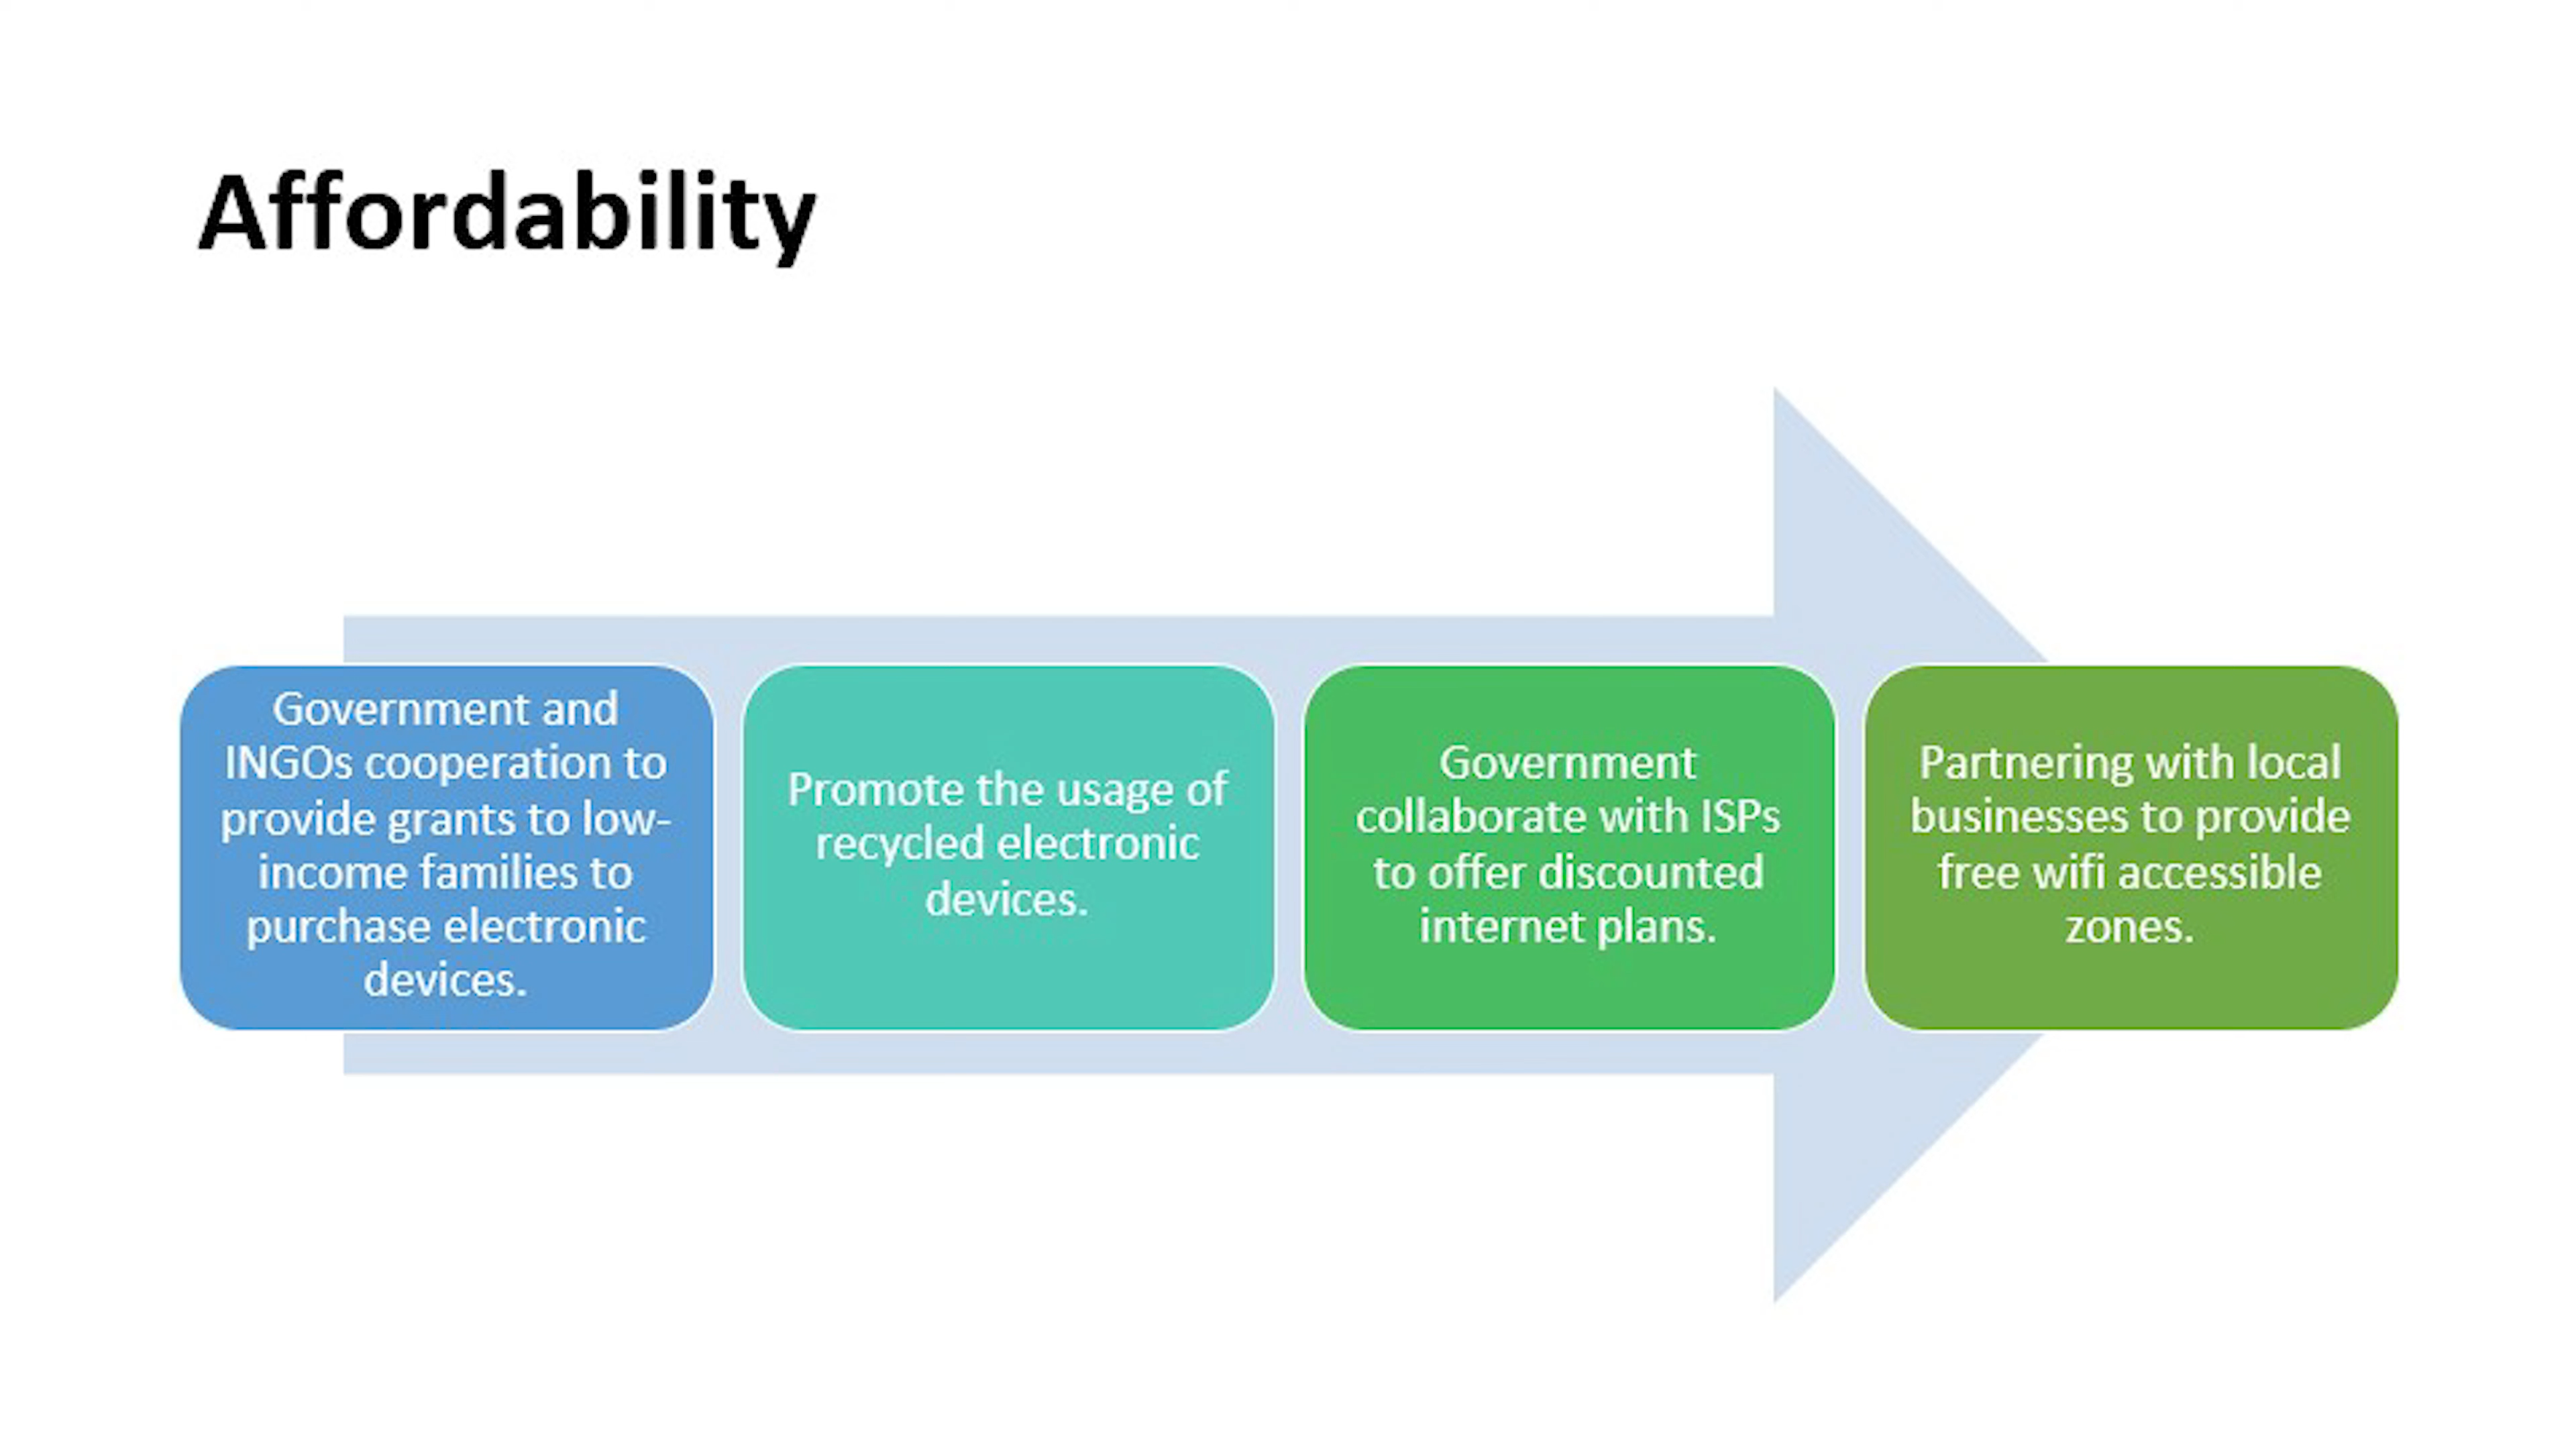 Affordability
Government and
INGOs cooperation to
provide grants to low-
income families to
purchase electronic
devices.
Promote the usage of
recycled electronic
devices.
Government
collaborate with ISPs
to offer discounted
internet plans.
Partnering with local
businesses to provide
free wifi accessible
zones.